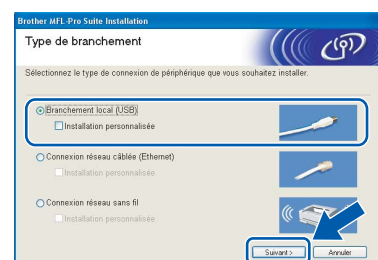 Brother MFL-Pro Suite Installation
Type de branchement
Sélectionnez le type de connexion de périphérique que vous souhaitez installer.
Branchement local (USB)
Installation personnalisée
Connexion réseau câblée (Ethernet)
Installation personnalisée
Connexion réseau sans fil
Installation personnalisée
Suivant >
Annuler